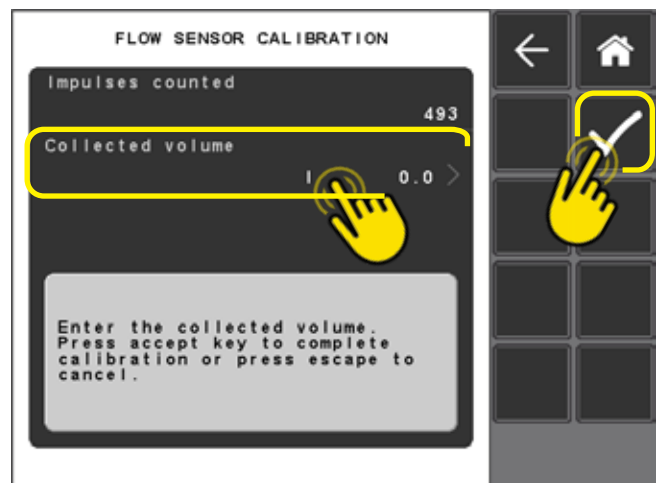 FLOW SENSOR CALIBRATION
Impulses counted
493
Collected volume
l 0.0 >
Enter the collected volume.
Press accept key to complete
calibration or press escape to
cancel.